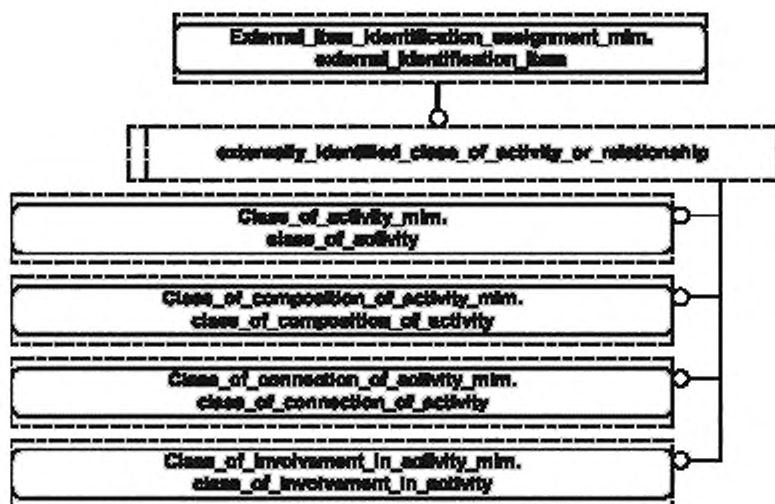 External_item_identification_assignment_mim.
external_identification_item
externally_identified_class_of_activity_or_relationship
Class_of_activity_mim.
class_of_activity
Class_of_composition_of_activity_mim.
class_of_composition_of_activity
Class_of_connection_of_activity_mim.
class_of_connection_of_activity
Class_of_involvement_in_activity_mim.
class_of_involvement_in_activity